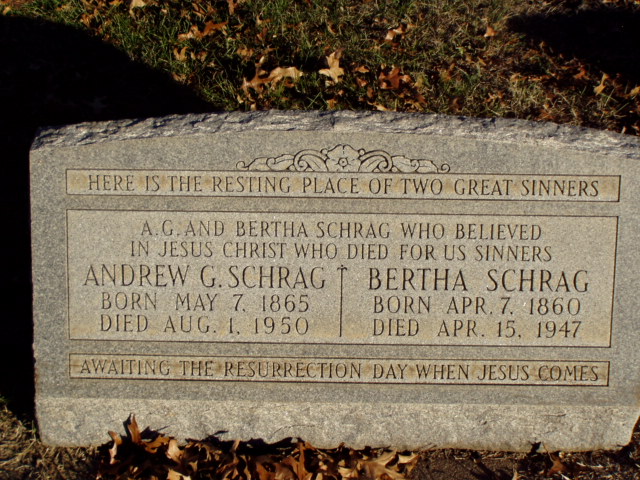 HERE IS THE RESTING PLACE OF TWO GREAT SINNERS
A.G. AND BERTHA SCHRAG WHO BELIEVED
IN JESUS CHRIST WHO DIED FOR US SINNERS
ANDREW G. SCHRAG
BORN MAY 7, 1865
DIED AUG. 1, 1950
BERTHA SCHRAG
BORN APR. 7, 1860
DIED APR. 15, 1947
AWAITING THE RESURRECTION DAY WHEN JESUS COMES